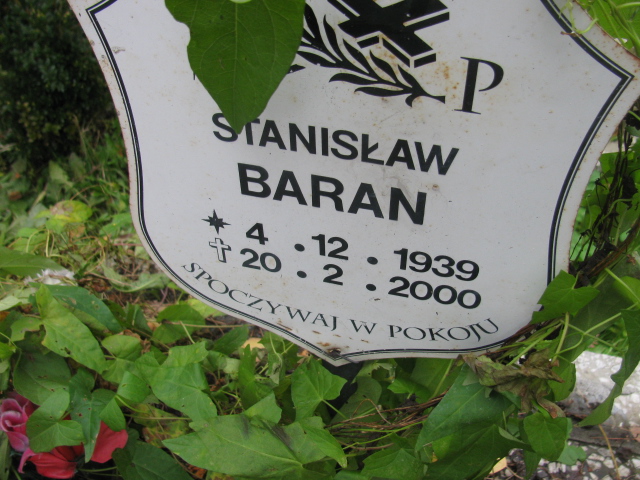 P
STANISŁAW
BARAN
4 . 12 . 1939
20 . 2 . 2000
SPOCZYWAJ W POKOJU